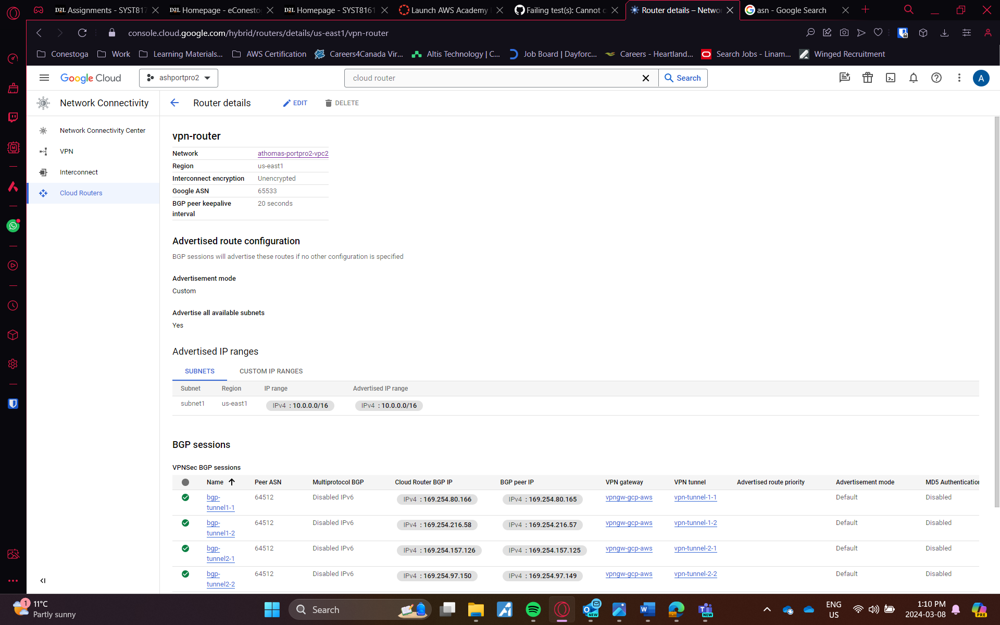 D2L Assignments - SYST817
D2L Homepage - eConesto
D2L Homepage - SYST8161
Launch AWS Academy
Failing test(s): Cannot c
Router details – Netwo
asn - Google Search
console.cloud.google.com/hybrid/routers/details/us-east1/vpn-router
Conestoga
Work
Learning Materials...
AWS Certification
Careers4Canada Vir...
Altis Technology | C...
Job Board | Dayforc...
Careers - Heartland...
Search Jobs - Linam...
Winged Recruitment
Google Cloud
ashportpro2
cloud router
Search
A
Network Connectivity
Router details
EDIT
DELETE
Network Connectivity Center
VPN
Interconnect
Cloud Routers
vpn-router
Network athomas-portpro2-vpc2
Region us-east1
Interconnect encryption Unencrypted
Google ASN 65533
BGP peer keepalive interval 20 seconds
Advertised route configuration
BGP sessions will advertise these routes if no other configuration is specified
Advertisement mode
Custom
Advertise all available subnets
Yes
Advertised IP ranges
SUBNETS CUSTOM IP RANGES
Subnet Region IP range Advertised IP range
subnet1 us-east1 IPv4 : 10.0.0.0/16 IPv4 : 10.0.0.0/16
BGP sessions
VPNSec BGP sessions
Name Peer ASN Multiprotocol BGP Cloud Router BGP IP BGP peer IP VPN gateway VPN tunnel Advertised route priority Advertisement mode MD5 Authentication
bgp-tunnel1-1 64512 Disabled IPv6 IPv4 : 169.254.80.166 IPv4 : 169.254.80.165 vpngw-gcp-aws vpn-tunnel-1-1 Default Disabled
bgp-tunnel1-2 64512 Disabled IPv6 IPv4 : 169.254.216.58 IPv4 : 169.254.216.57 vpngw-gcp-aws vpn-tunnel-1-2 Default Disabled
bgp-tunnel2-1 64512 Disabled IPv6 IPv4 : 169.254.157.126 IPv4 : 169.254.157.125 vpngw-gcp-aws vpn-tunnel-2-1 Default Disabled
bgp-tunnel2-2 64512 Disabled IPv6 IPv4 : 169.254.97.150 IPv4 : 169.254.97.149 vpngw-gcp-aws vpn-tunnel-2-2 Default Disabled
1
11°C
Partly sunny
Search
NEW
NEW
ENG
US
1:10 PM
2024-03-08
PRE